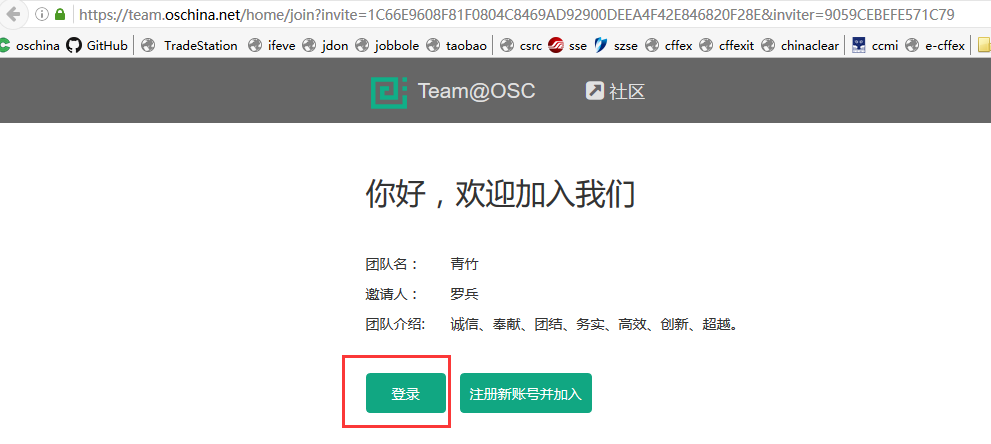 https://team.oschina.net/home/join?invite=1C66E9608F81F0804C8469AD92900DEEA4F42E846820F28E&inviter=9059CEBEFE571C79
oschina GitHub TradeStation ifeve jdon jobbole taobao csrc sse szse cffex cffexit chinaclear ccmi e-cffex
Team@OSC 社区
你好，欢迎加入我们
团队名： 青竹
邀请人： 罗兵
团队介绍: 诚信、奉献、团结、务实、高效、创新、超越。
登录 注册新账号并加入